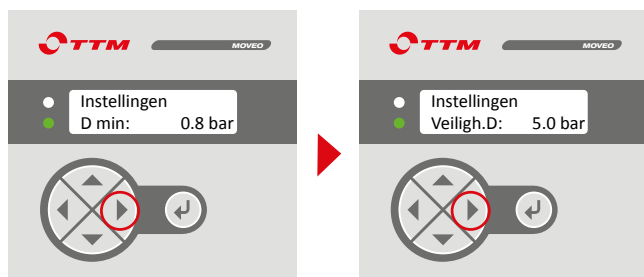 TTM MOVEO
Instellingen
D min: 0.8 bar
TTM MOVEO
Instellingen
Veiligh.D: 5.0 bar